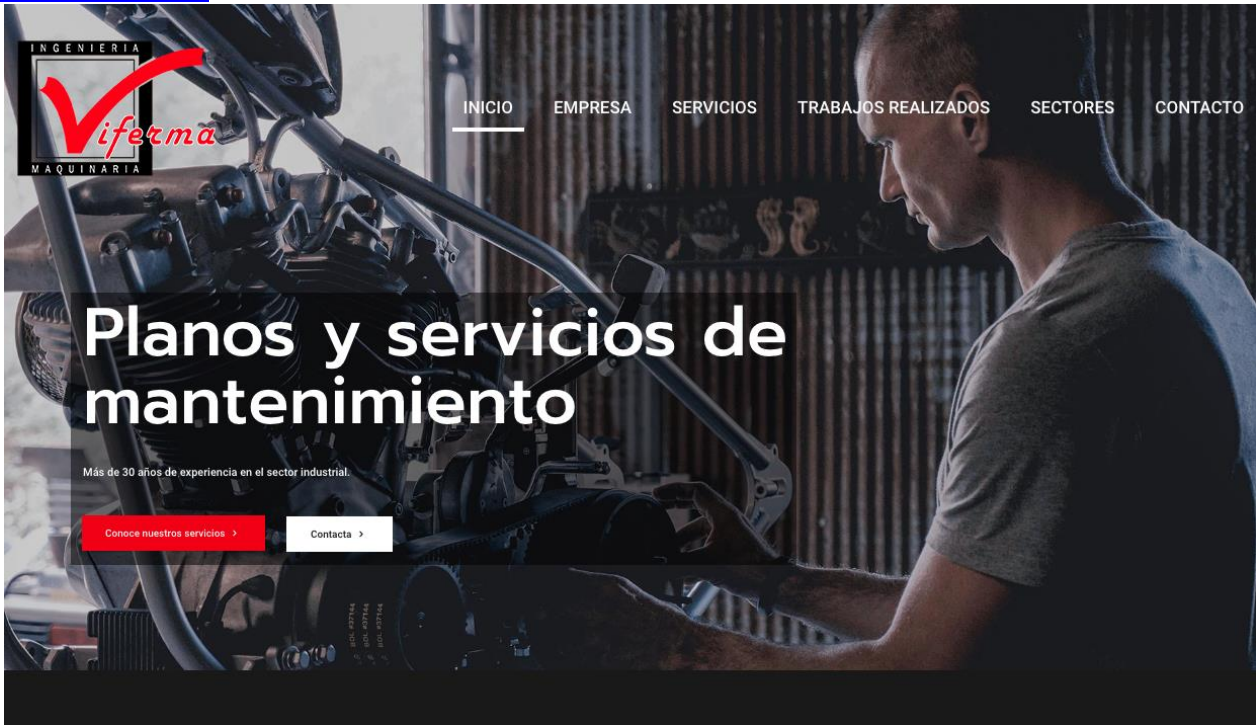 INGENIERIA
Viferma
MAQUINARIA
INICIO EMPRESA SERVICIOS TRABAJOS REALIZADOS SECTORES CONTACTO
Planos y servicios de
mantenimiento
Más de 30 años de experiencia en el sector industrial.
Conoce nuestros servicios > Contacta >